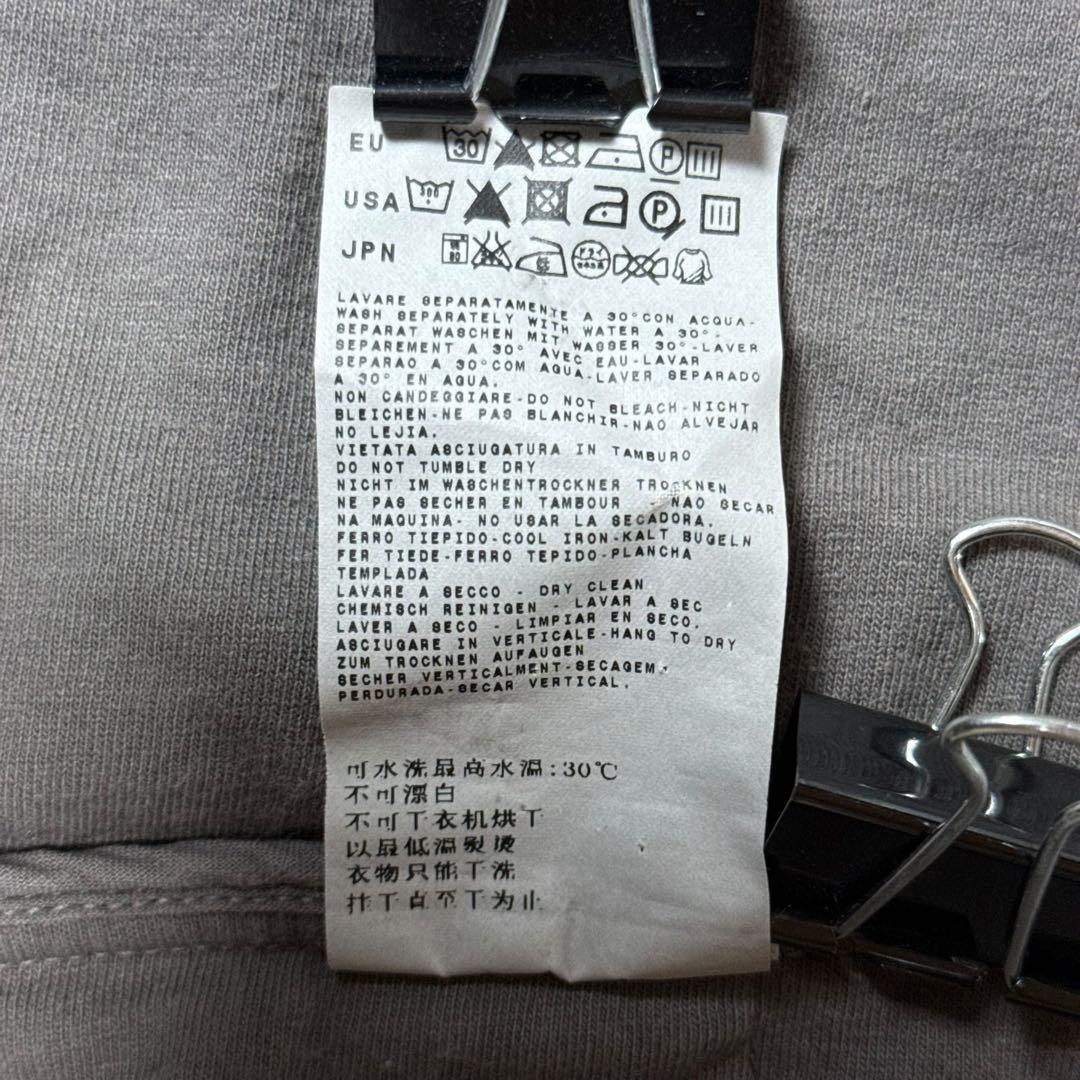 EU 30 P
USA 30° P
JPN 低 ドライ
LAVARE SEPARATAMENTE A 30°CON ACQUA-
WASH SEPARATELY WITH WATER A 30°-
SEPARAT WASCHEN MIT WASSER 30°-LAVER
SEPAREMENT A 30° AVEC EAU-LAVAR
SEPARAO A 30°COM AGUA-LAVER SEPARADO
A 30° EN AGUA.
NON CANDEGGIARE-DO NOT BLEACH-NICHT
BLEICHEN-NE PAS BLANCHIR-NAO ALVEJAR
NO LEJIA.
VIETATA ASCIUGATURA IN TAMBURO
DO NOT TUMBLE DRY
NICHT IM WASCHENTROCKNER TROCKNEN
NE PAS SECHER EN TAMBOUR - NAO SECAR
NA MAQUINA- NO USAR LA SECADORA.
FERRO TIEPIDO-COOL IRON-KALT BUGELN
FER TIEDE-FERRO TEPIDO-PLANCHA
TEMPLADA
LAVARE A SECCO - DRY CLEAN
CHEMISCH REINIGEN - LAVAR A SEC
LAVER A SECO - LIMPIAR EN SECO.
ASCIUGARE IN VERTICALE-HANG TO DRY
ZUM TROCKNEN AUFAUGEN
SECHER VERTICALMENT-SECAGEM-
PERDURADA-SECAR VERTICAL.
可水洗最高水温:30℃
不可漂白
不可干衣机烘干
以最低温熨烫
衣物只能干洗
挂干直至干为止